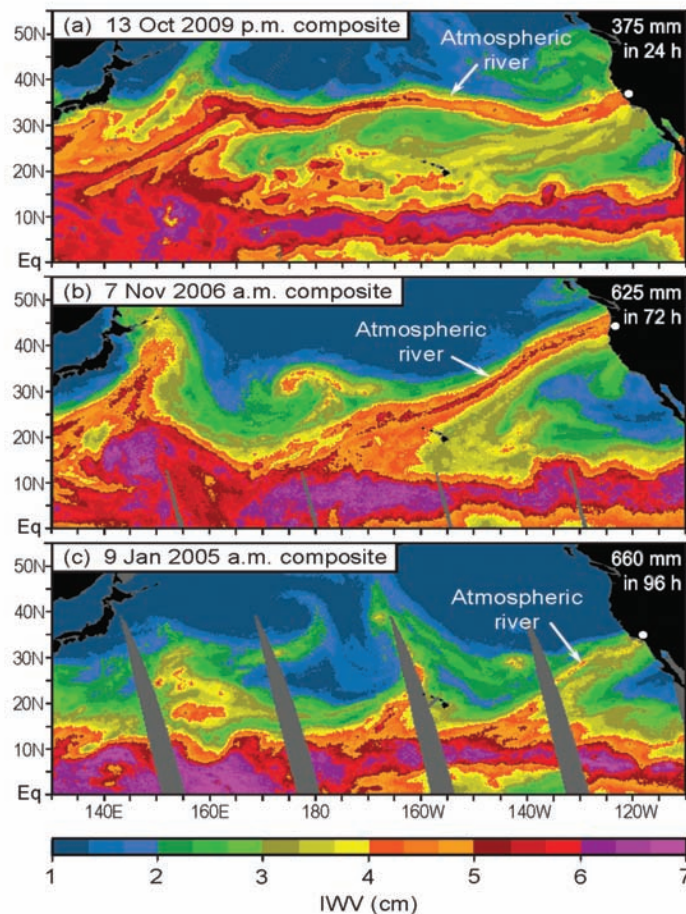 (a) 13 Oct 2009 p.m. composite
375 mm
in 24 h
Atmospheric
river
50N
40N
30N
20N
10N
Eq
(b) 7 Nov 2006 a.m. composite
625 mm
in 72 h
Atmospheric
river
50N
40N
30N
20N
10N
Eq
(c) 9 Jan 2005 a.m. composite
660 mm
in 96 h
Atmospheric
river
50N
40N
30N
20N
10N
Eq
140E 160E 180 160W 140W 120W
1 2 3 4 5 6 7
IWV (cm)